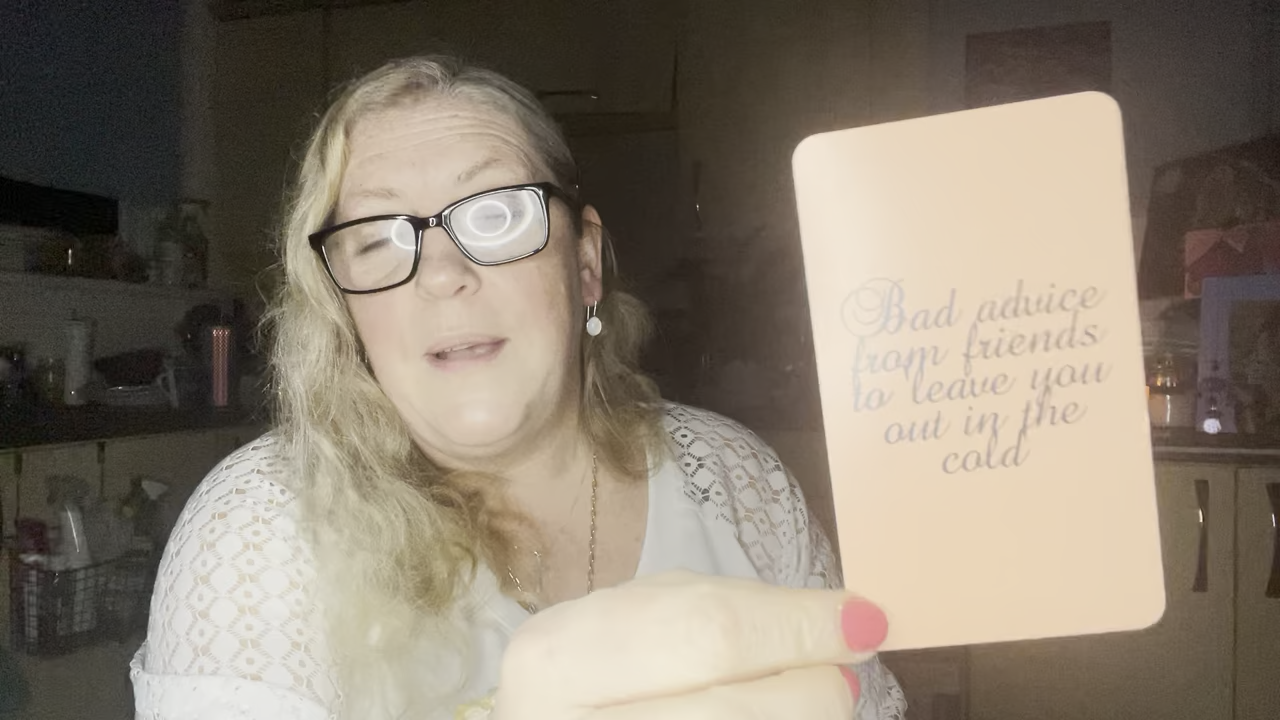 Bad advice
from friends
to leave you
out in the
cold